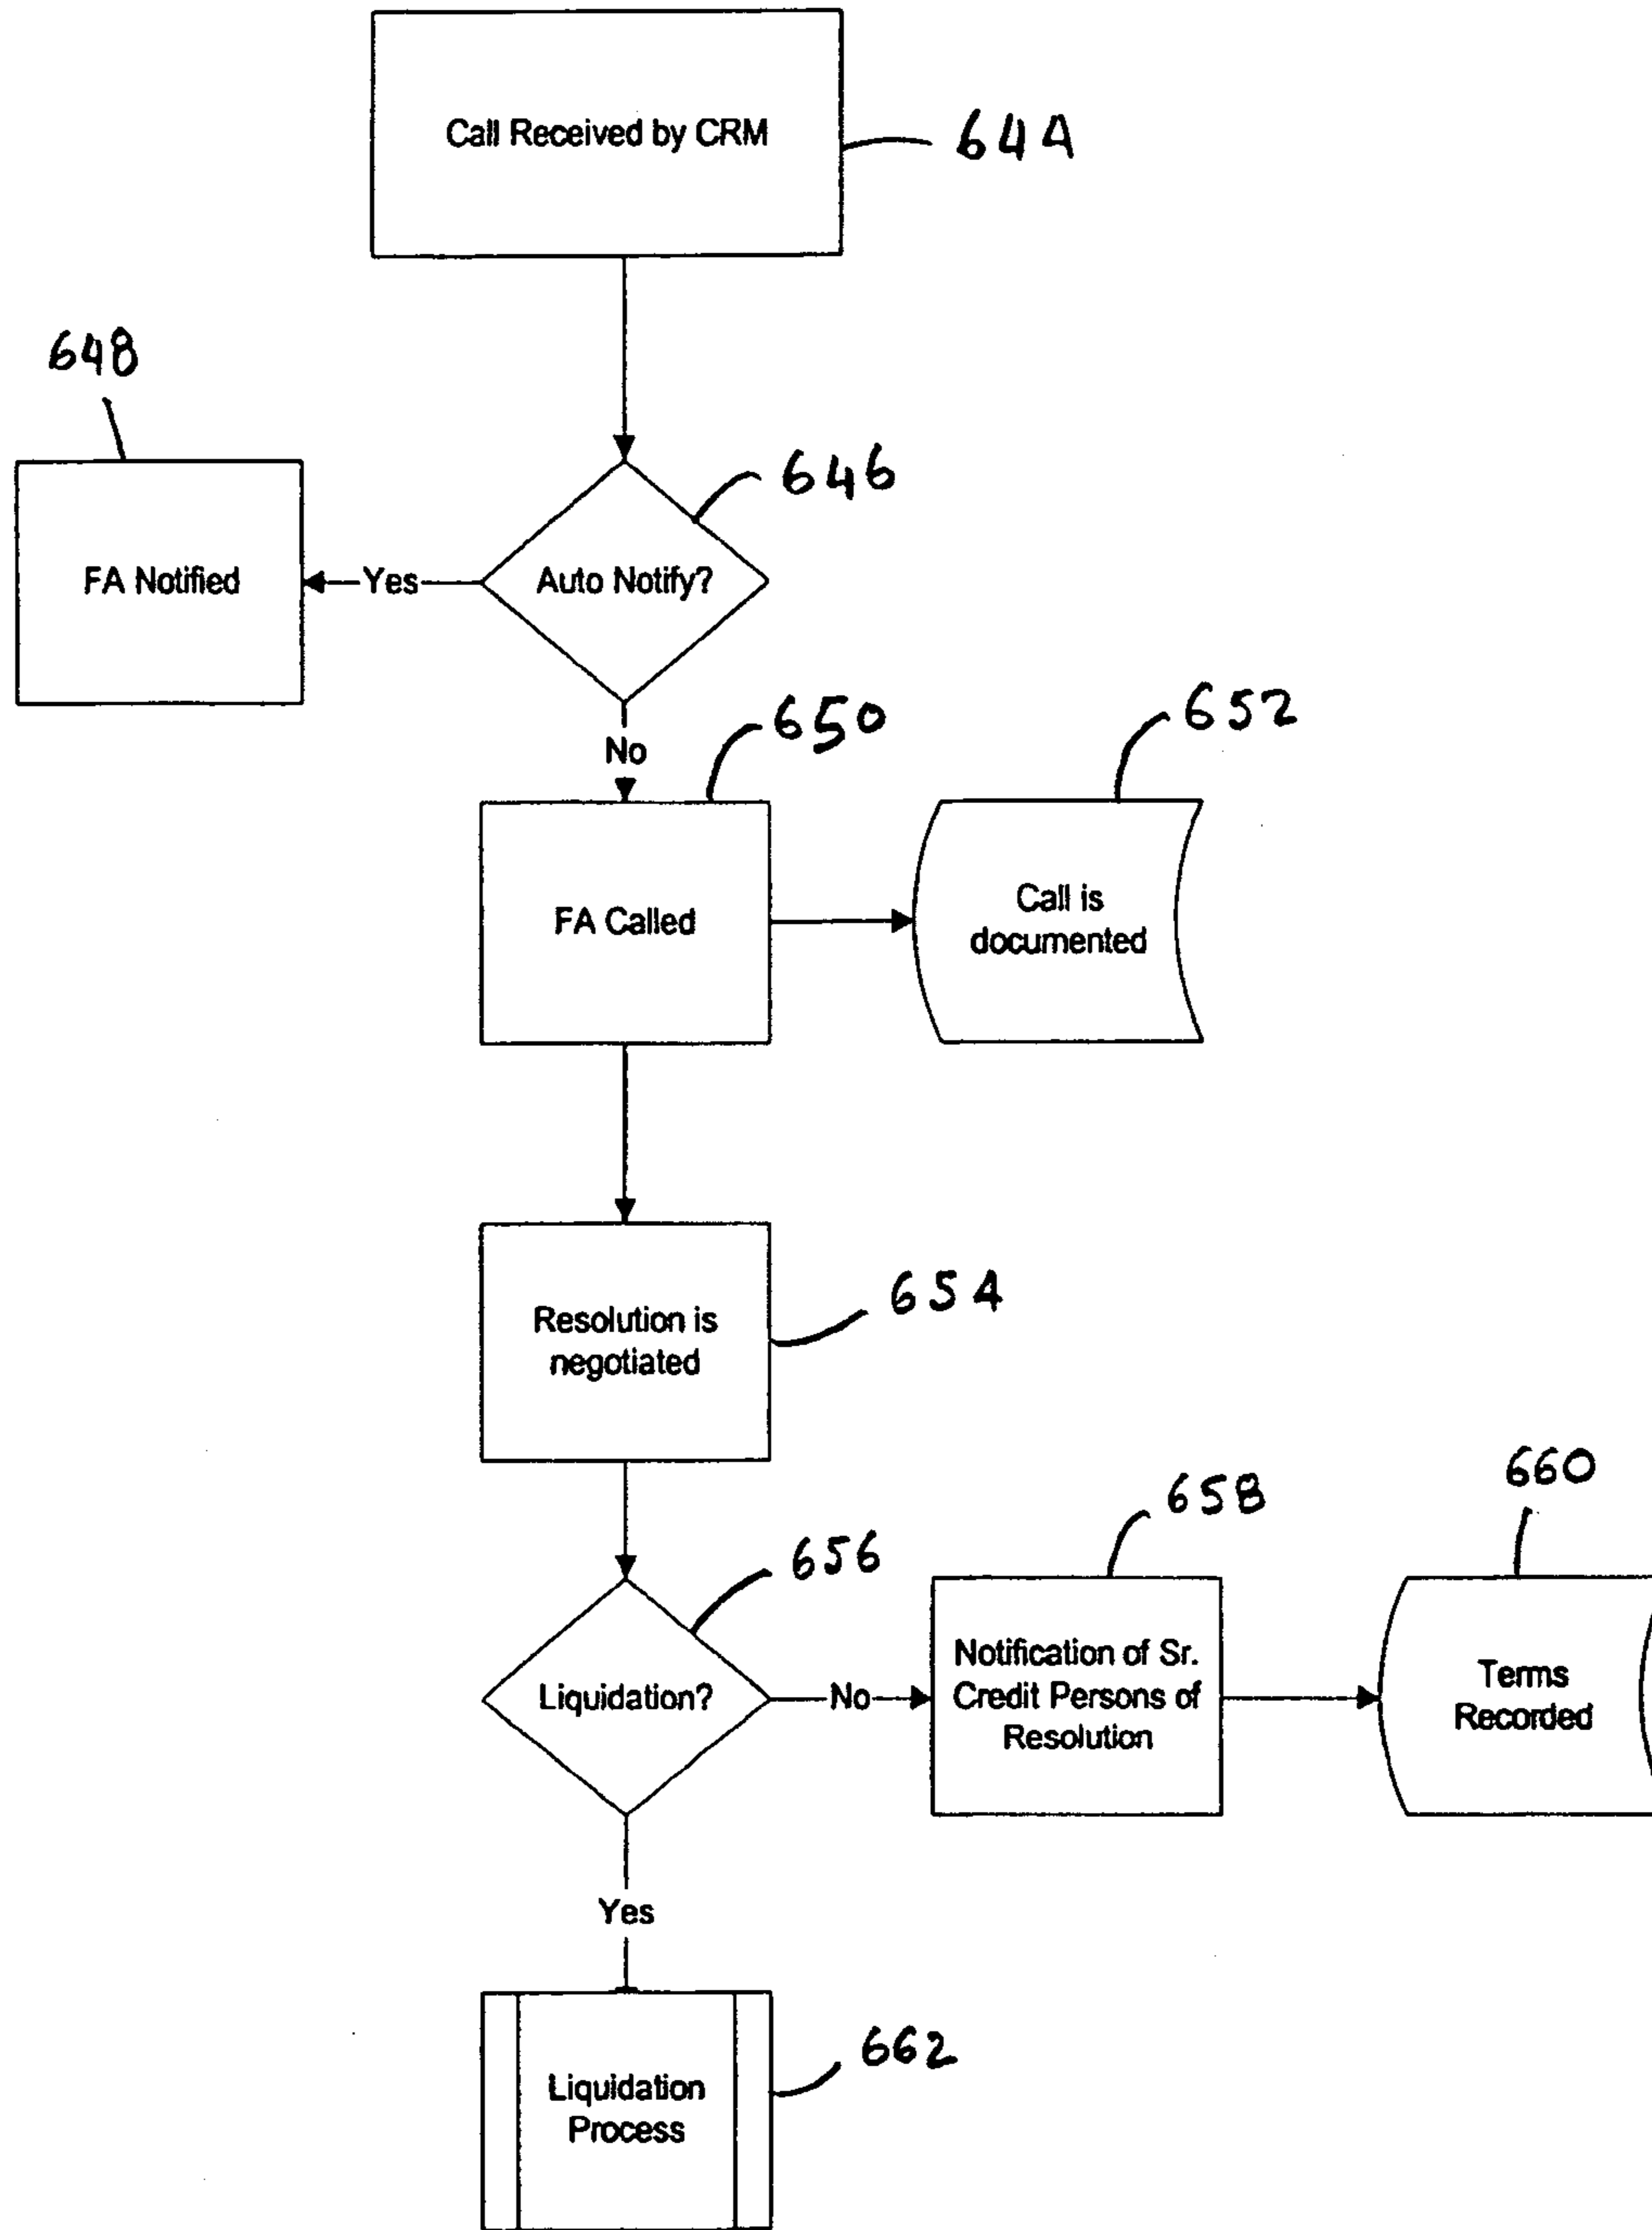 Call Received by CRM
644
648
646
FA Notified
Yes
Auto Notify?
No
650
652
FA Called
Call is
documented
Resolution is
negotiated
654
656
658
660
Liquidation?
No
Notification of Sr.
Credit Persons of
Resolution
Terms
Recorded
Yes
Liquidation
Process
662